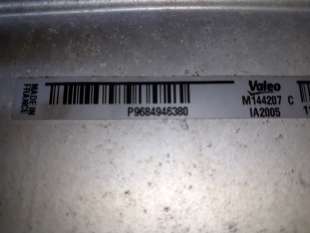 MADE IN
FRANCE
P9684946380
Valeo
M144207 C
IA2005